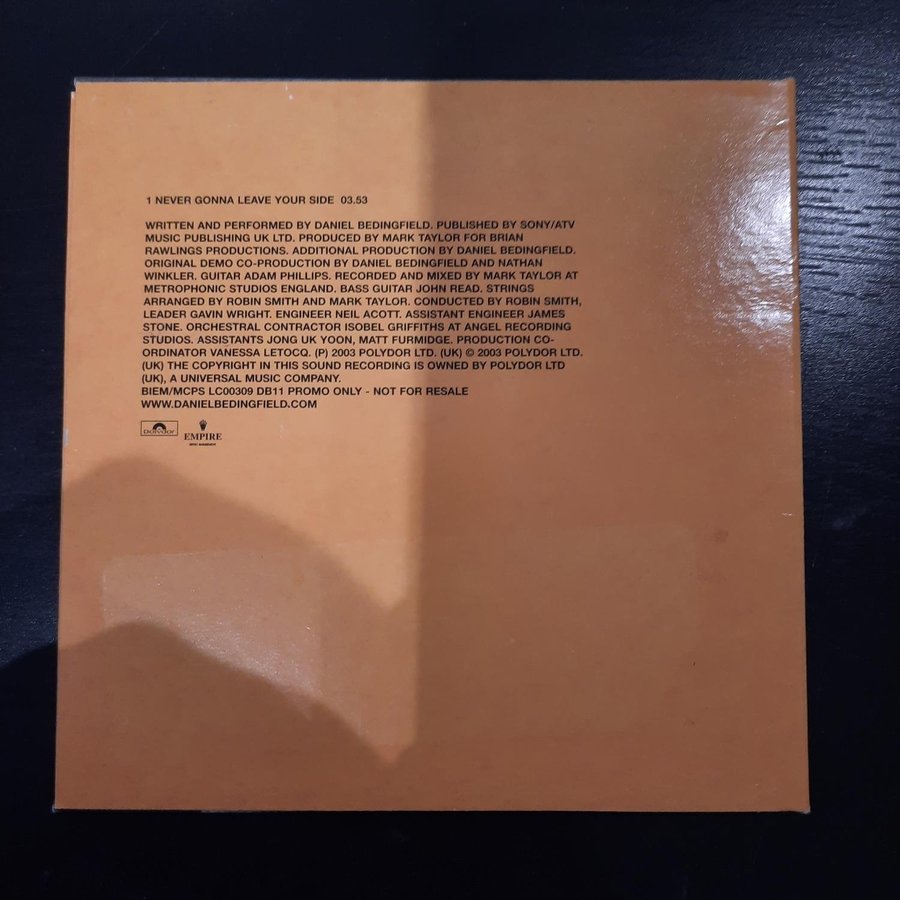 1 NEVER GONNA LEAVE YOUR SIDE 03.53
WRITTEN AND PERFORMED BY DANIEL BEDINGFIELD. PUBLISHED BY SONY/ATV
MUSIC PUBLISHING UK LTD. PRODUCED BY MARK TAYLOR FOR BRIAN
RAWLINGS PRODUCTIONS. ADDITIONAL PRODUCTION BY DANIEL BEDINGFIELD.
ORIGINAL DEMO CO-PRODUCTION BY DANIEL BEDINGFIELD AND NATHAN
WINKLER. GUITAR ADAM PHILLIPS. RECORDED AND MIXED BY MARK TAYLOR AT
METROPHONIC STUDIOS ENGLAND. BASS GUITAR JOHN READ. STRINGS
ARRANGED BY ROBIN SMITH AND MARK TAYLOR. CONDUCTED BY ROBIN SMITH,
LEADER GAVIN WRIGHT. ENGINEER NEIL ACOTT. ASSISTANT ENGINEER JAMES
STONE. ORCHESTRAL CONTRACTOR ISOBEL GRIFFITHS AT ANGEL RECORDING
STUDIOS. ASSISTANTS JONG UK YOON, MATT FURMIDGE. PRODUCTION CO-
ORDINATOR VANESSA LETOCQ. (P) 2003 POLYDOR LTD. (UK) © 2003 POLYDOR LTD.
(UK) THE COPYRIGHT IN THIS SOUND RECORDING IS OWNED BY POLYDOR LTD
(UK), A UNIVERSAL MUSIC COMPANY.
BIEM/MCPS LC00309 DB11 PROMO ONLY - NOT FOR RESALE
WWW.DANIELBEDINGFIELD.COM
Polydor
EMPIRE
ARTIST MANAGEMENT